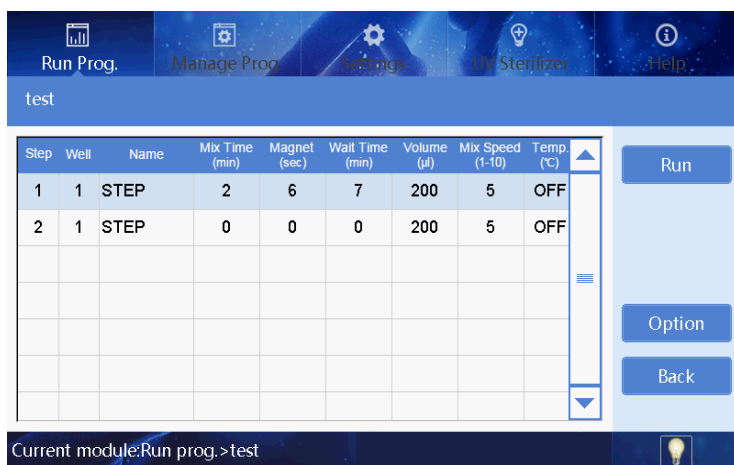 Run Prog. Manage Prog. Settings UV Sterilizer Help
test
Step Well Name Mix Time (min) Magnet (sec) Wait Time (min) Volume (μl) Mix Speed (1-10) Temp. (℃)
1 1 STEP 2 6 7 200 5 OFF
2 1 STEP 0 0 0 200 5 OFF
Run
Option
Back
Current module:Run prog.>test